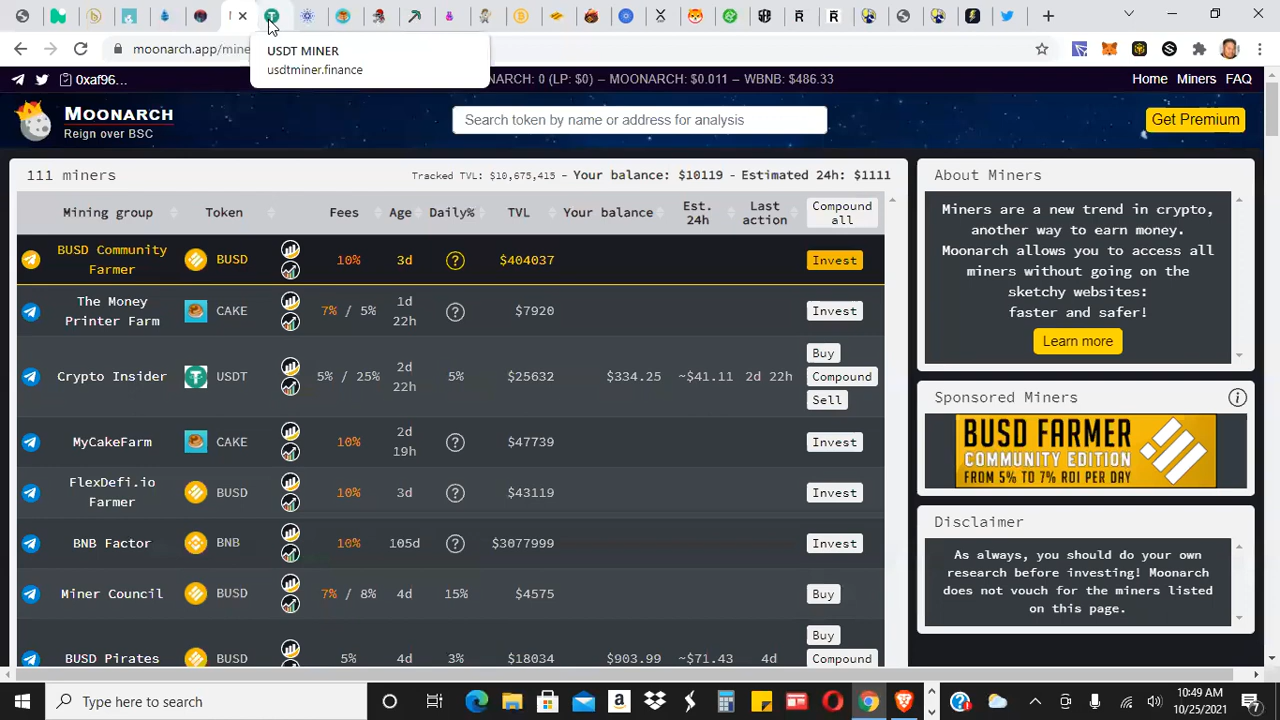 USDT MINER
usdtminer.finance
moonarch.app/mine
0xaf96...
NARCH: 0 (LP: $0) – MOONARCH: $0.011 – WBNB: $486.33
Home Miners FAQ
MOONARCH
Reign over BSC
Search token by name or address for analysis
Get Premium
111 miners
Tracked TVL: $10,675,415 - Your balance: $10119 - Estimated 24h: $1111
Mining group Token Fees Age Daily% TVL Your balance Est. 24h Last action Compound all
BUSD Community Farmer BUSD 10% 3d ? $404037 Invest
The Money Printer Farm CAKE 7% / 5% 1d 22h ? $7920 Invest
Crypto Insider USDT 5% / 25% 2d 22h 5% $25632 $334.25 ~$41.11 2d 22h Buy Compound Sell
MyCakeFarm CAKE 10% 2d 19h ? $47739 Invest
FlexDefi.io Farmer BUSD 10% 3d ? $43119 Invest
BNB Factor BNB 10% 105d ? $3077999 Invest
Miner Council BUSD 7% / 8% 4d 15% $4575 Buy
BUSD Pirates BUSD 5% 4d 3% $18034 $903.99 ~$71.43 4d Buy Compound
About Miners
Miners are a new trend in crypto,
another way to earn money.
Moonarch allows you to access all
miners without going on the
sketchy websites:
faster and safer!
Learn more
Sponsored Miners
BUSD FARMER
COMMUNITY EDITION
FROM 5% TO 7% ROI PER DAY
Disclaimer
As always, you should do your own
research before investing! Moonarch
does not vouch for the miners listed
on this page.
Type here to search
10:49 AM
10/25/2021
7